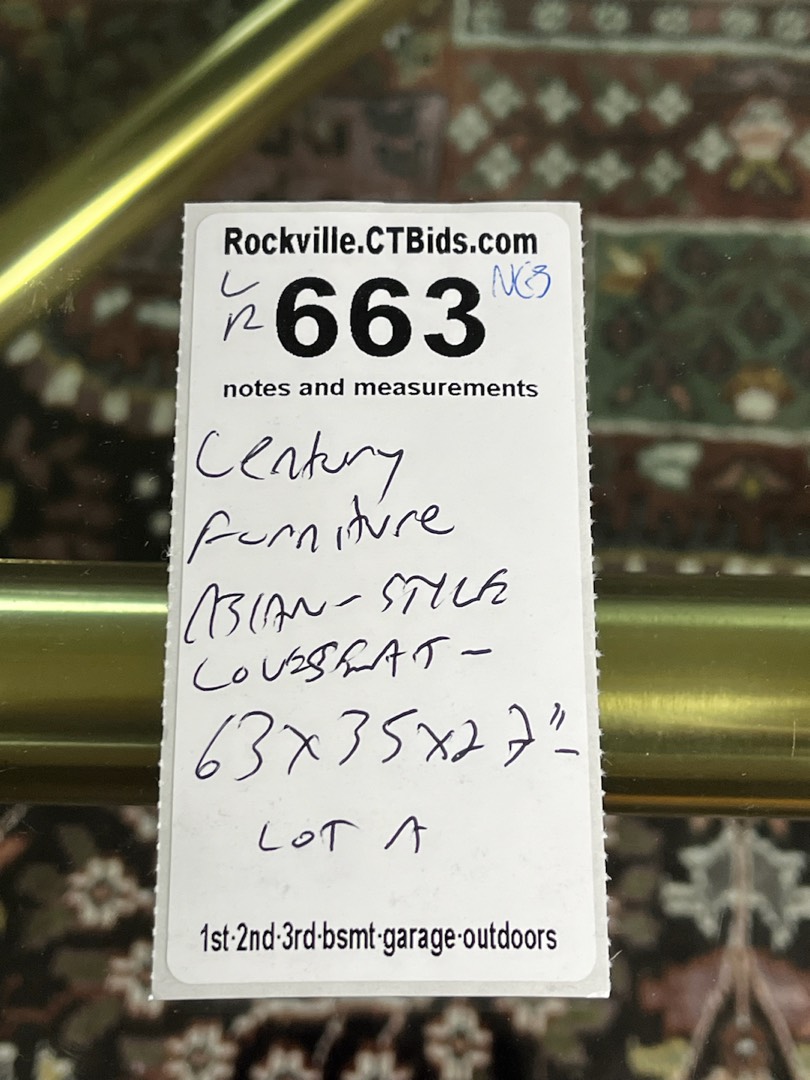 Rockville.CTBids.com
LR 663
notes and measurements
Century
Furniture
ASIAN-STYLE
LOVESEAT-
63x35x27"-
LOT A
1st·2nd·3rd·bsmt·garage·outdoors